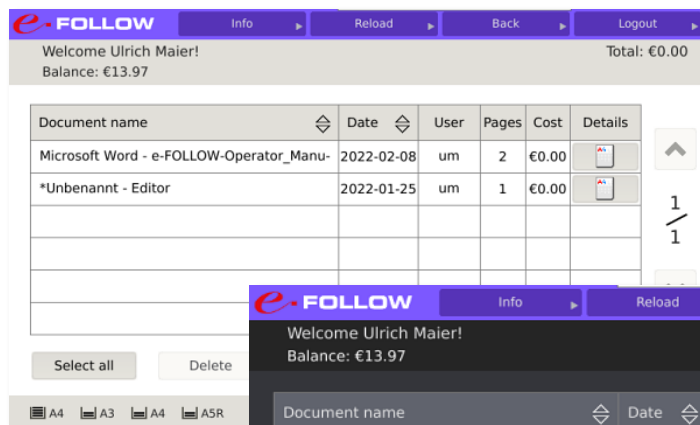 e-FOLLOW Info Reload Back Logout
Welcome Ulrich Maier! Total: €0.00
Balance: €13.97
Document name Date User Pages Cost Details
Microsoft Word - e-FOLLOW-Operator_Manu- 2022-02-08 um 2 €0.00
*Unbenannt - Editor 2022-01-25 um 1 €0.00
1
1
Select all Delete
A4 A3 A4 A5R
e-FOLLOW Info Reload
Welcome Ulrich Maier!
Balance: €13.97
Document name Date